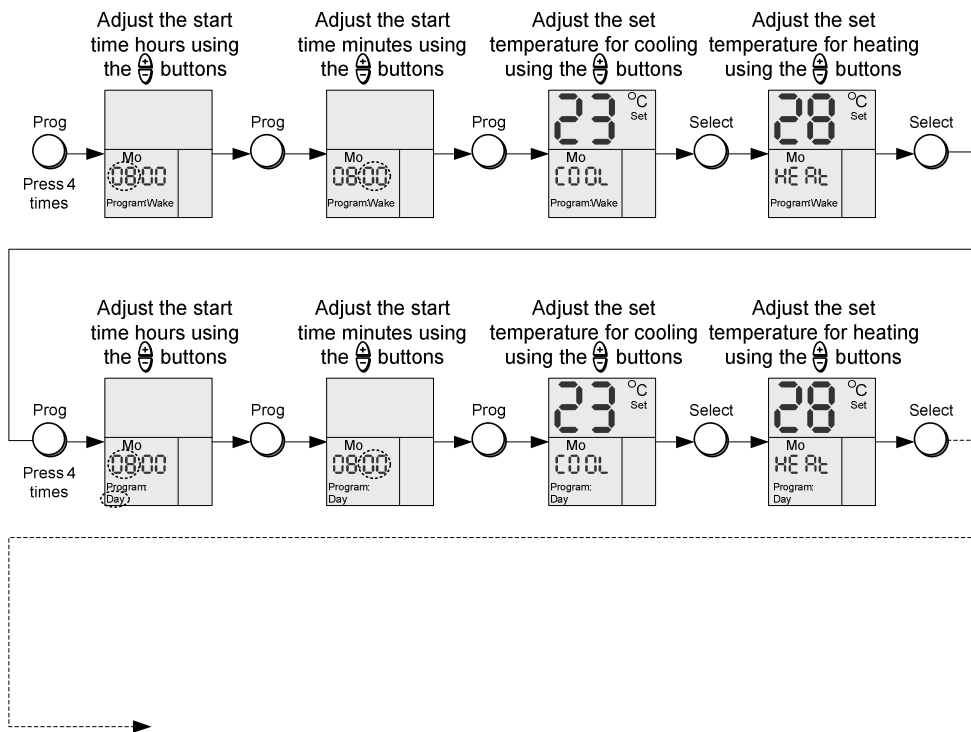 Adjust the start
time hours using
the + - buttons
Adjust the start
time minutes using
the + - buttons
Adjust the set
temperature for cooling
using the + - buttons
Adjust the set
temperature for heating
using the + - buttons
Prog
Press 4
times
Mo
08:00
Program:Wake
Prog
Mo
08:00
Program:Wake
Prog
23 °C
Set
Mo
COOL
Program:Wake
Select
28 °C
Set
Mo
HEAt
Program:Wake
Select
Adjust the start
time hours using
the + - buttons
Adjust the start
time minutes using
the + - buttons
Adjust the set
temperature for cooling
using the + - buttons
Adjust the set
temperature for heating
using the + - buttons
Prog
Press 4
times
Mo
08:00
Program:
Day
Prog
Mo
08:00
Program:
Day
Prog
23 °C
Set
Mo
COOL
Program:
Day
Select
28 °C
Set
Mo
HEAt
Program:
Day
Select